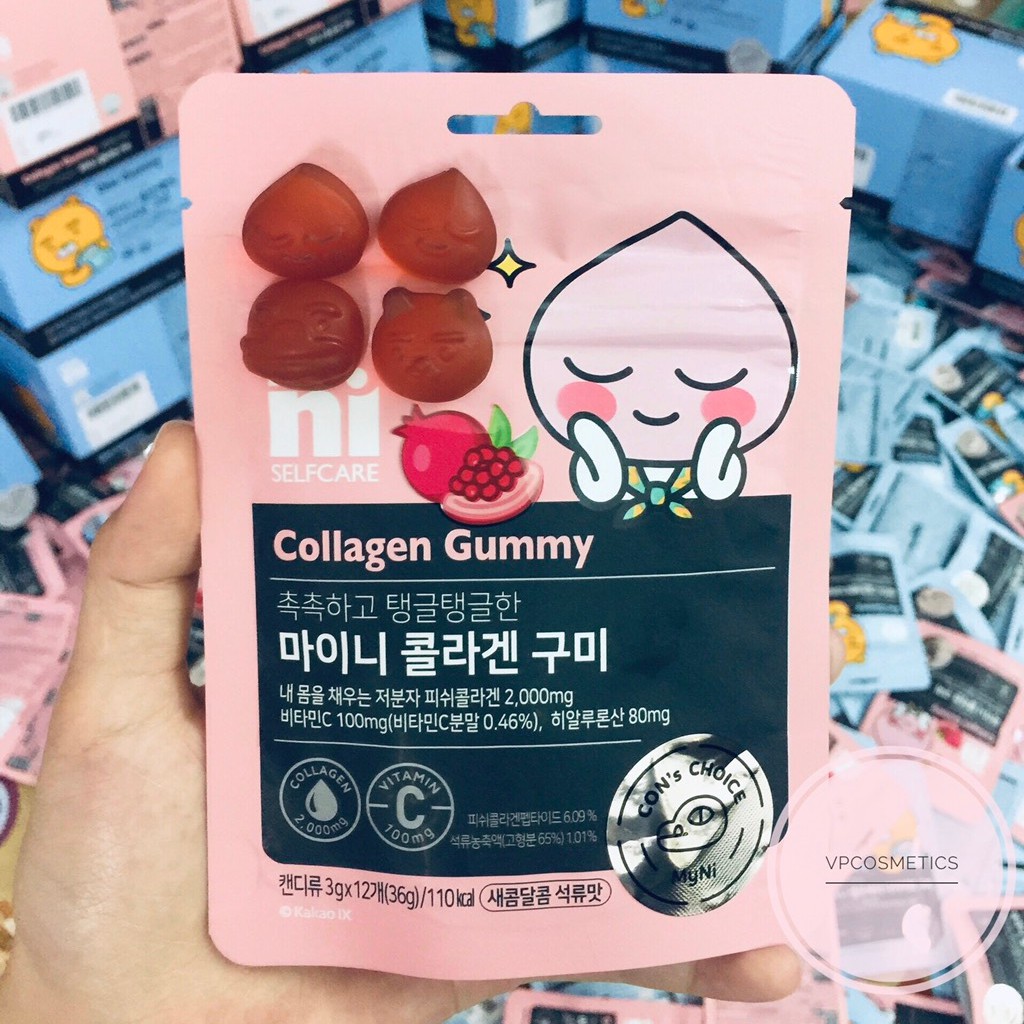 ni
SELFCARE
Collagen Gummy
촉촉하고 탱글탱글한
마이니 콜라겐 구미
내 몸을 채우는 저분자 피쉬콜라겐 2,000mg
비타민C 100mg(비타민C분말 0.46%), 히알루론산 80mg
COLLAGEN
2,000mg
VITAMIN
C
100mg
피쉬콜라겐펩타이드 6.09 %
석류농축액(고형분 65%) 1.01%
CON's CHOICE
MyNi
캔디류 3g x 12개(36g)/110 kcal 새콤달콤 석류맛
© Kakao IX
VPCOSMETICS